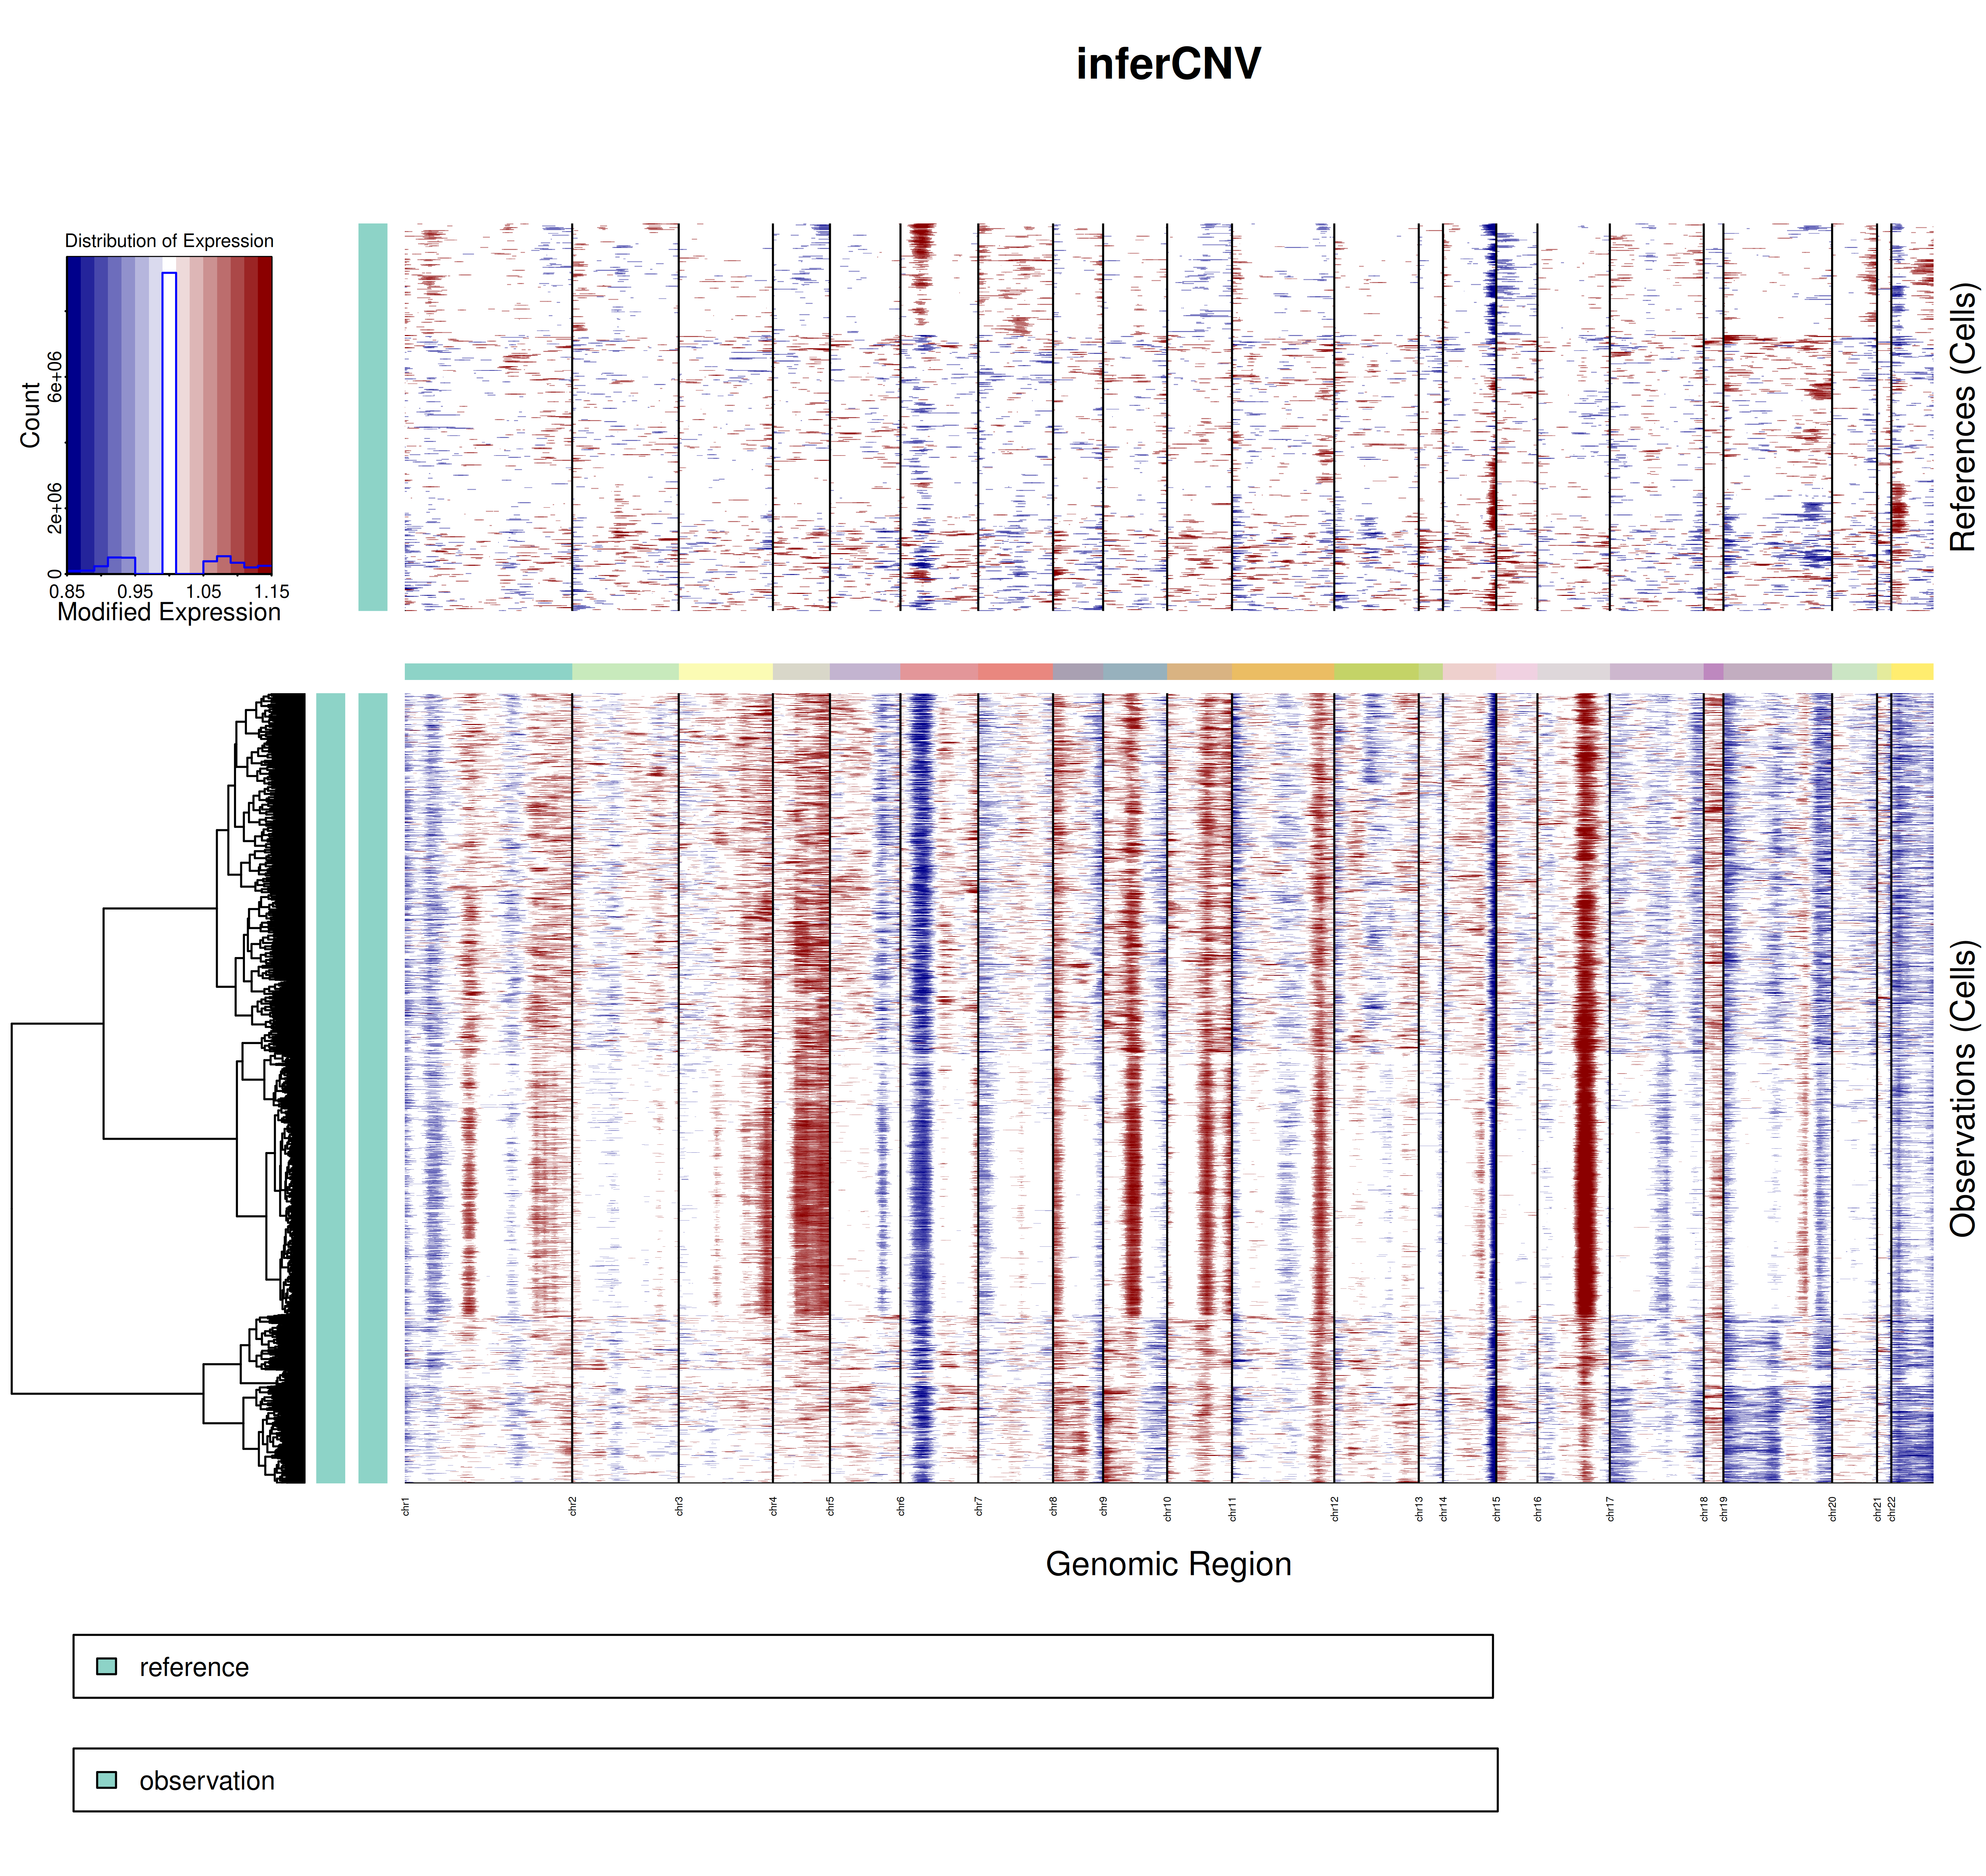 inferCNV
Distribution of Expression
Count
0
2e+06
6e+06
0.85 0.95 1.05 1.15
Modified Expression
References (Cells)
Observations (Cells)
chr1 chr2 chr3 chr4 chr5 chr6 chr7 chr8 chr9 chr10 chr11 chr12 chr13 chr14 chr15 chr16 chr17 chr18 chr19 chr20 chr21 chr22
Genomic Region
reference
observation